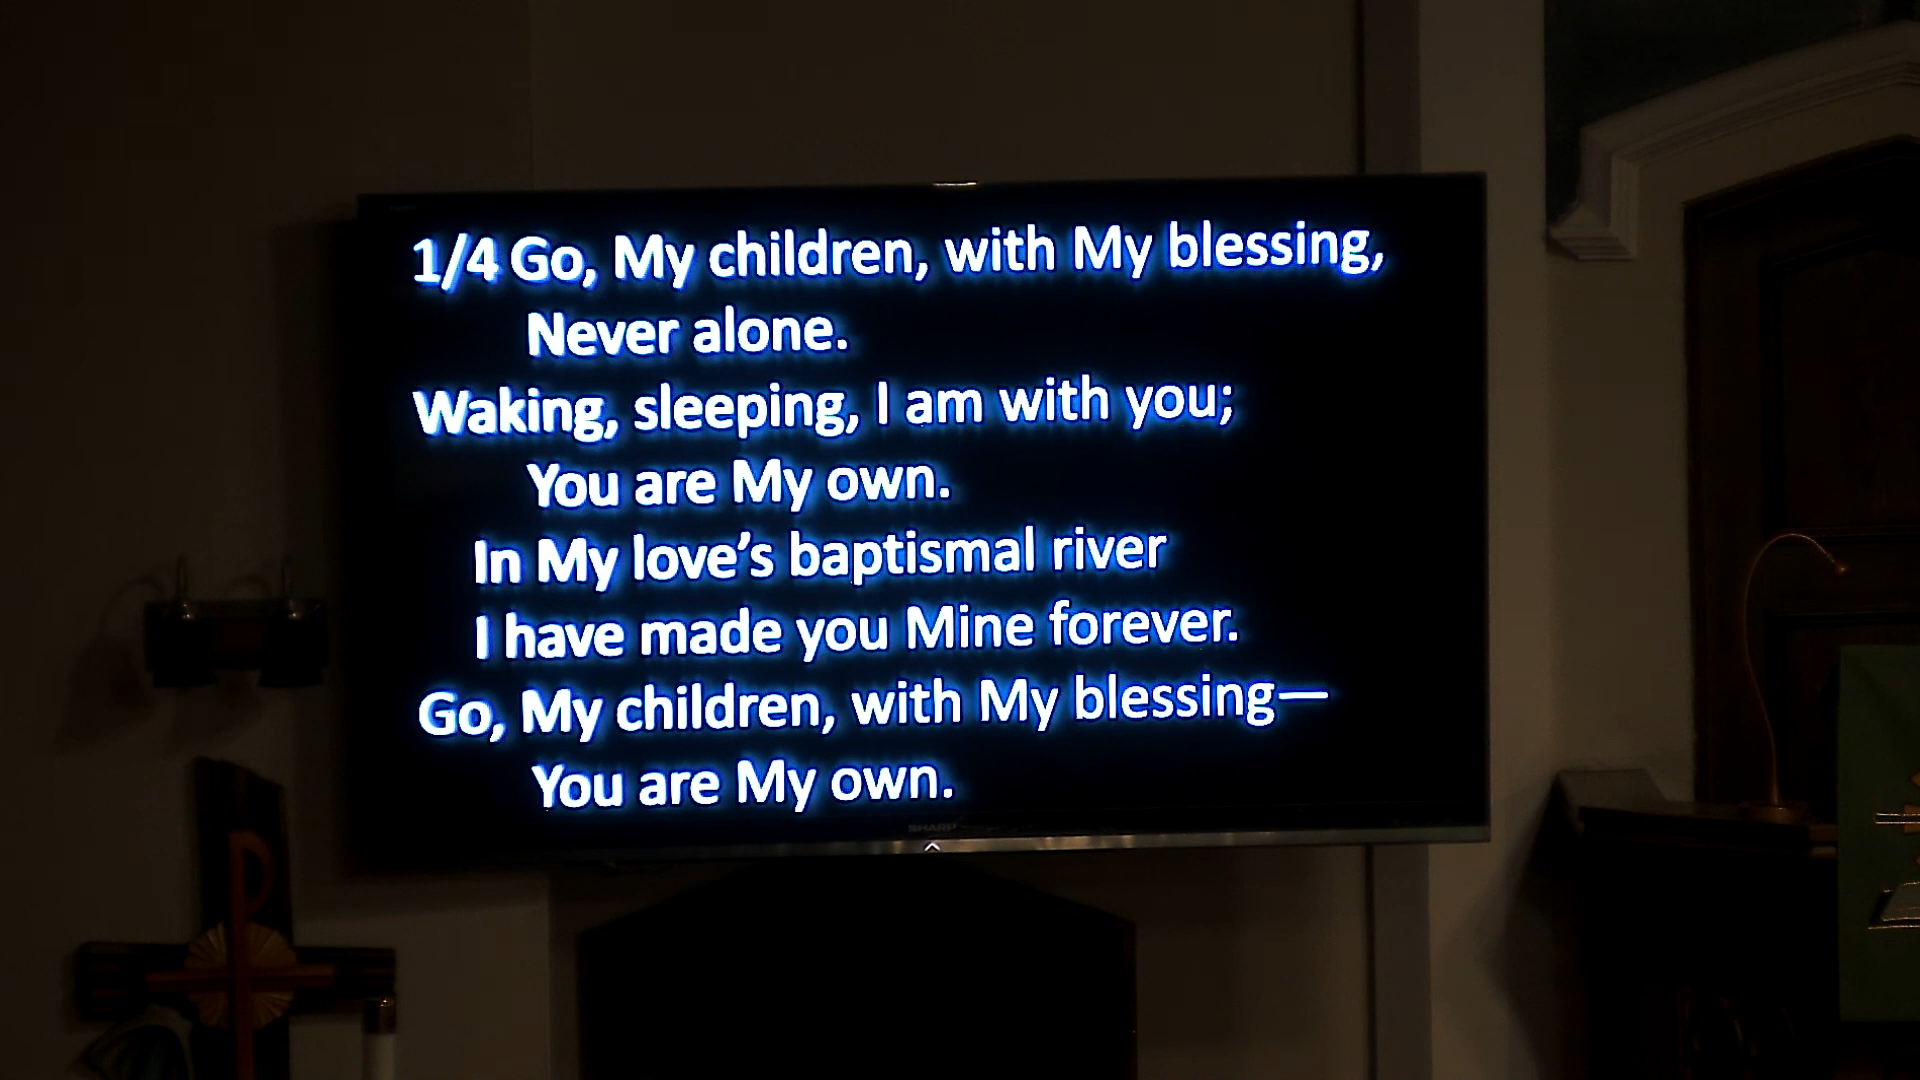 1/4 Go, My children, with My blessing,
Never alone.
Waking, sleeping, I am with you;
You are My own.
In My love’s baptismal river
I have made you Mine forever.
Go, My children, with My blessing—
You are My own.
SHARP